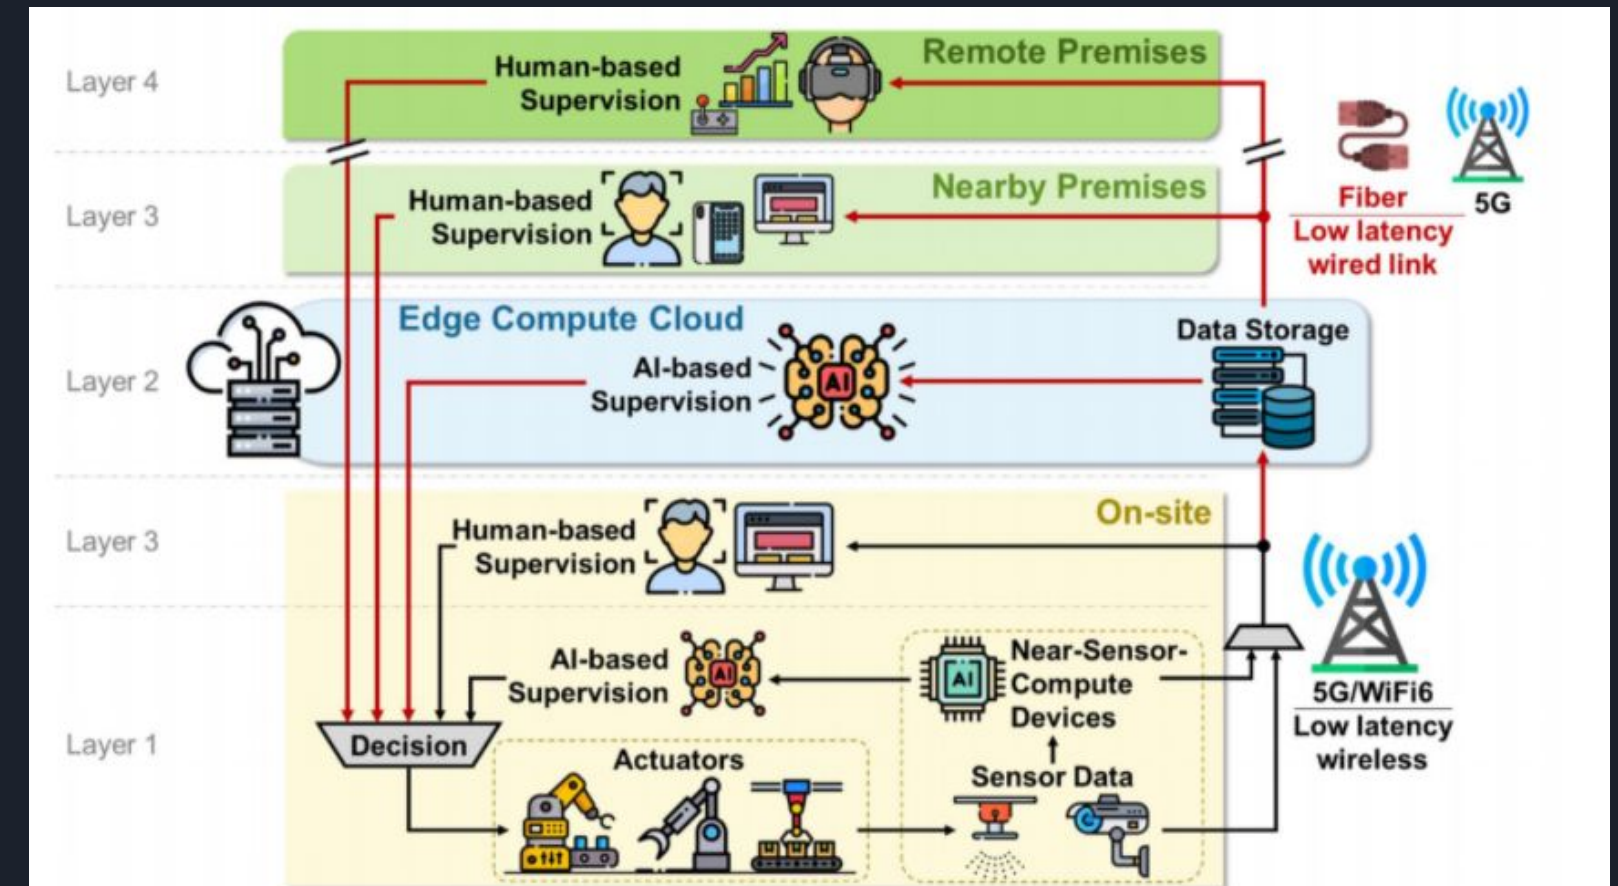 Layer 4
Human-based
Supervision
Remote Premises
Layer 3
Human-based
Supervision
Nearby Premises
Fiber
Low latency
wired link
5G
Layer 2
Edge Compute Cloud
AI-based
Supervision
AI
Data Storage
Layer 3
Human-based
Supervision
On-site
Layer 1
AI-based
Supervision
AI
AI
Near-Sensor-
Compute
Devices
5G/WiFi6
Low latency
wireless
Decision
Actuators
Sensor Data